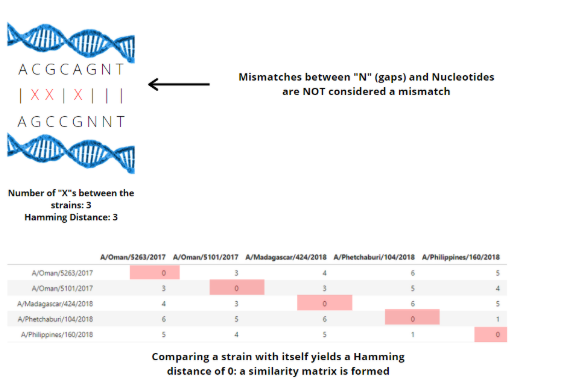 A C G C A G N T
| X X | X | | |
A G C C G N N T
Mismatches between "N" (gaps) and Nucleotides
are NOT considered a mismatch
Number of "X"s between the
strains: 3
Hamming Distance: 3
A/Oman/5263/2017 A/Oman/5101/2017 A/Madagascar/424/2018 A/Phetchaburi/104/2018 A/Philippines/160/2018
A/Oman/5263/2017 0 3 4 6 5
A/Oman/5101/2017 3 0 3 5 4
A/Madagascar/424/2018 4 3 0 6 5
A/Phetchaburi/104/2018 6 5 6 0 1
A/Philippines/160/2018 5 4 5 1 0
Comparing a strain with itself yields a Hamming
distance of 0: a similarity matrix is formed